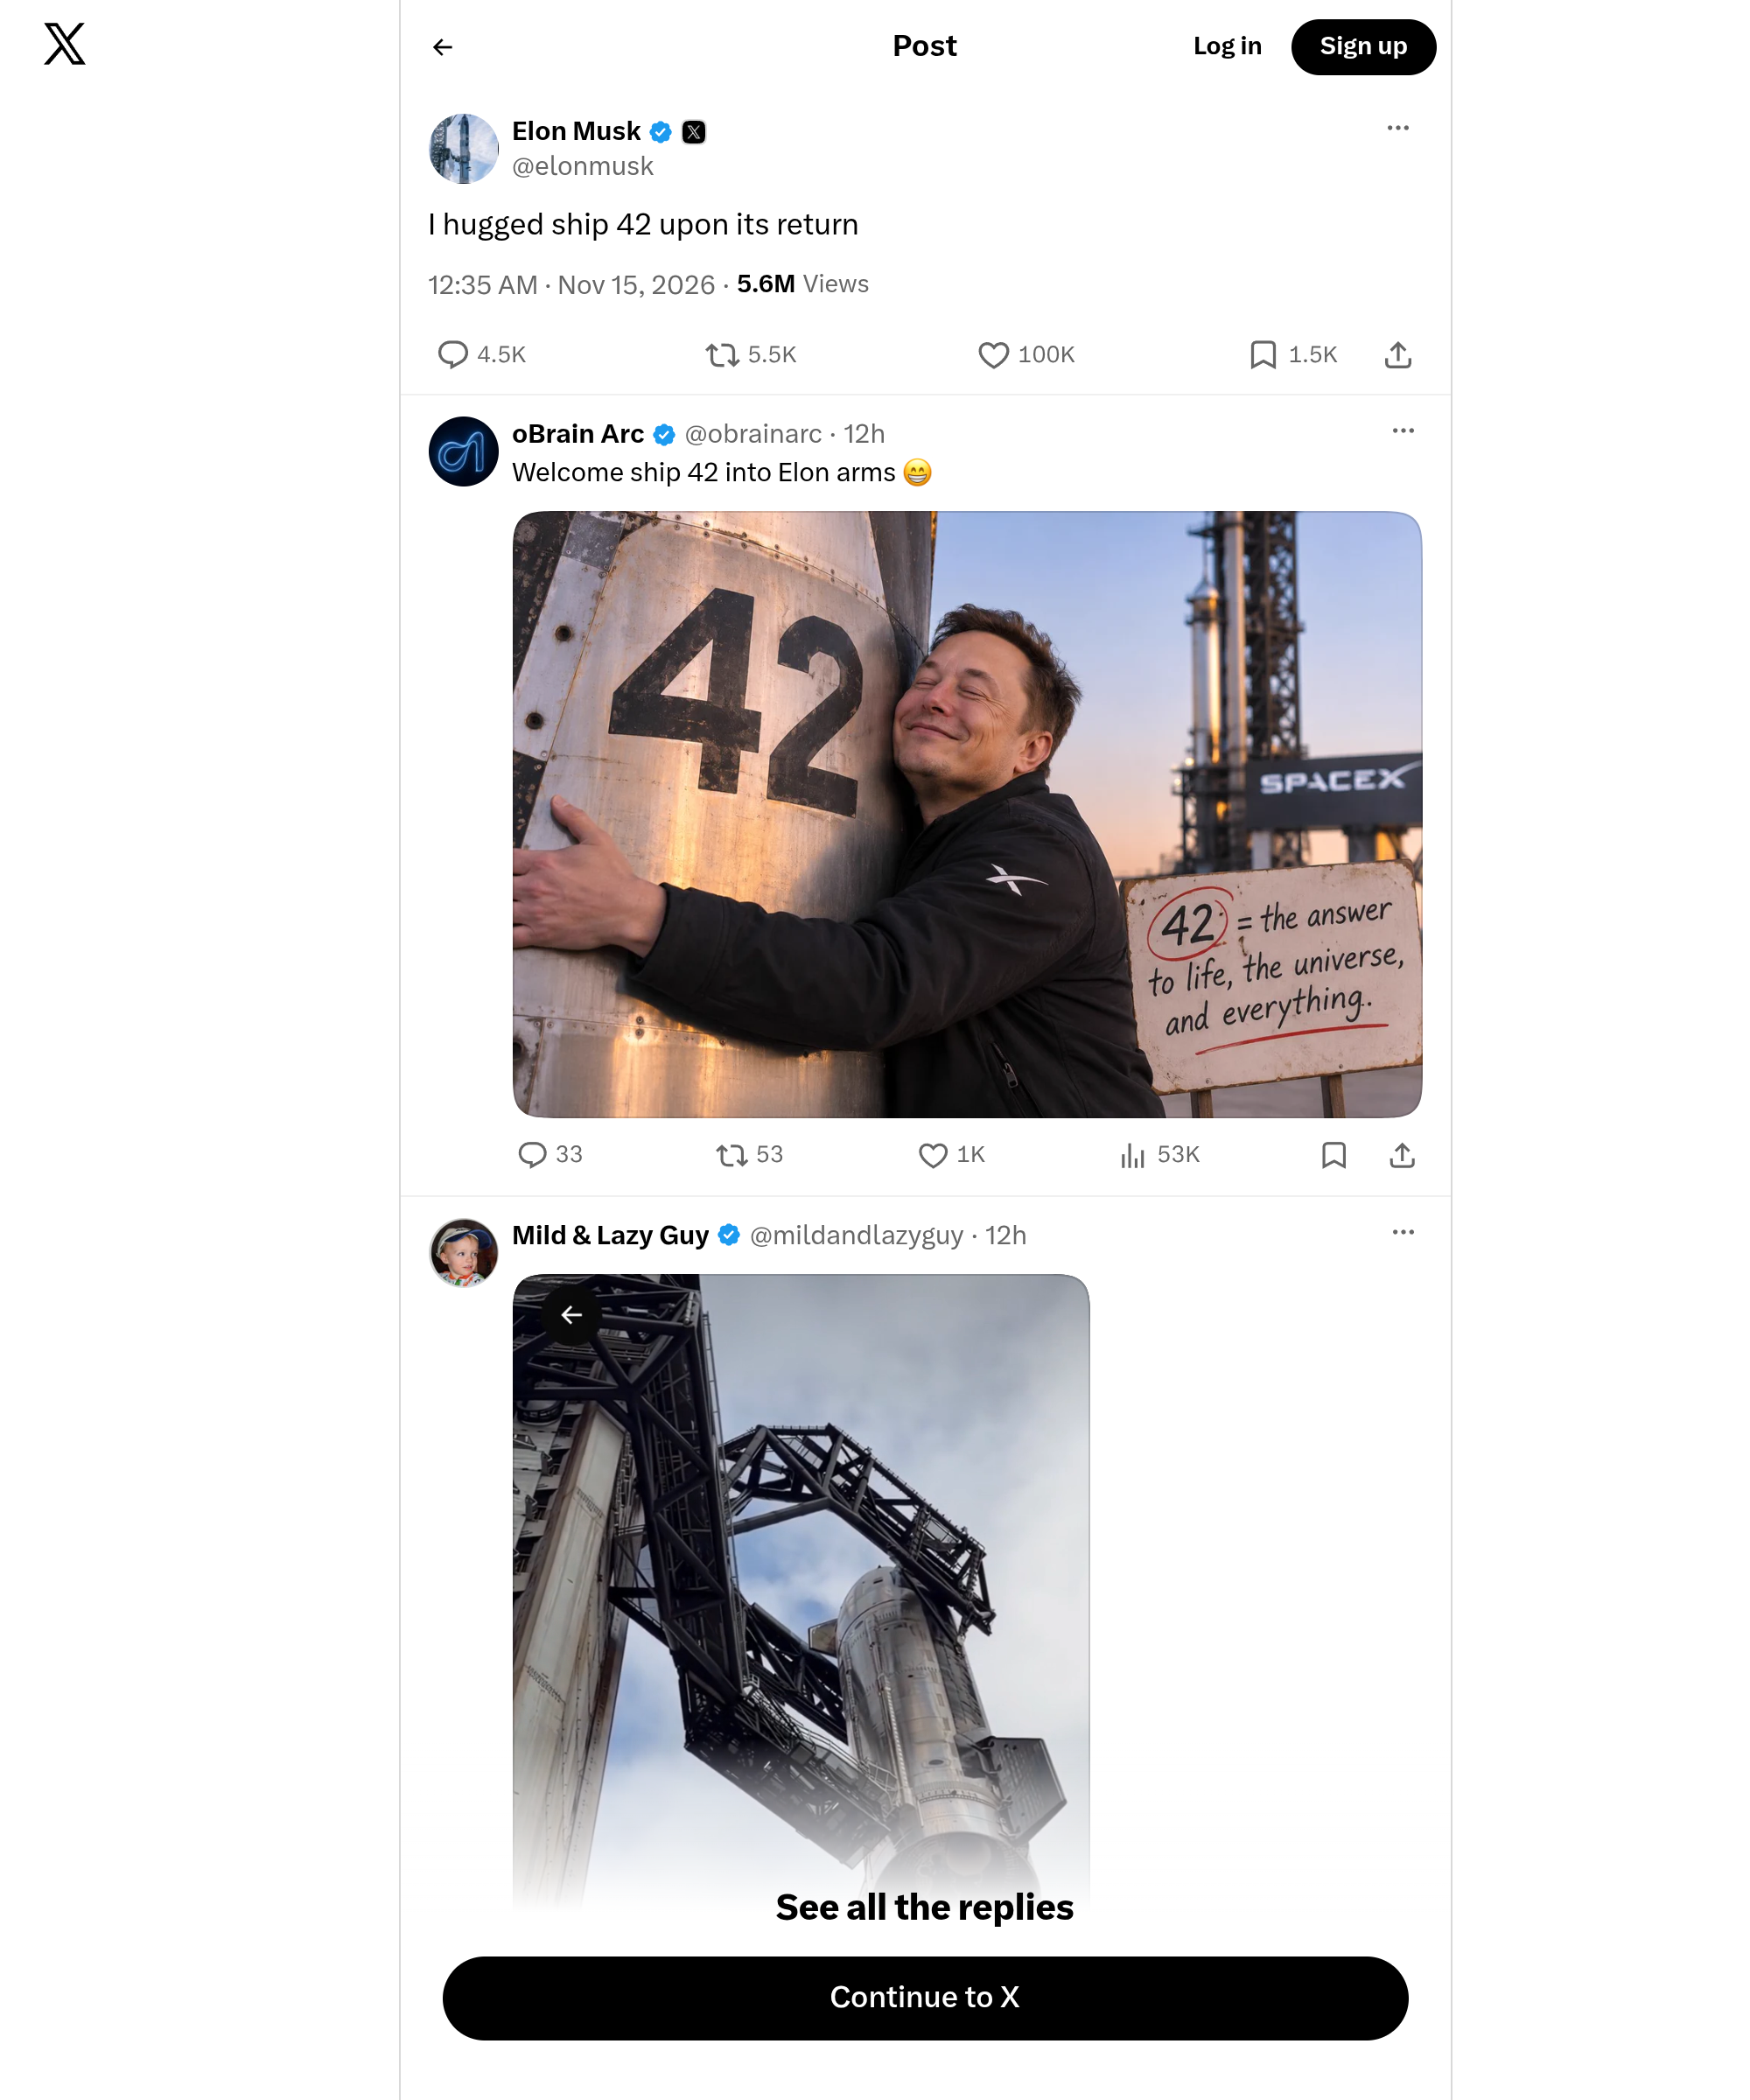 Post
Log in
Sign up
Elon Musk
@elonmusk
I hugged ship 42 upon its return
12:35 AM · Nov 15, 2026 · 5.6M Views
4.5K
5.5K
100K
1.5K
oBrain Arc @obrainarc · 12h
Welcome ship 42 into Elon arms 😁
42
SPACEX
42 = the answer
to life, the universe,
and everything.
33
53
1K
53K
Mild & Lazy Guy @mildandlazyguy · 12h
See all the replies
Continue to X